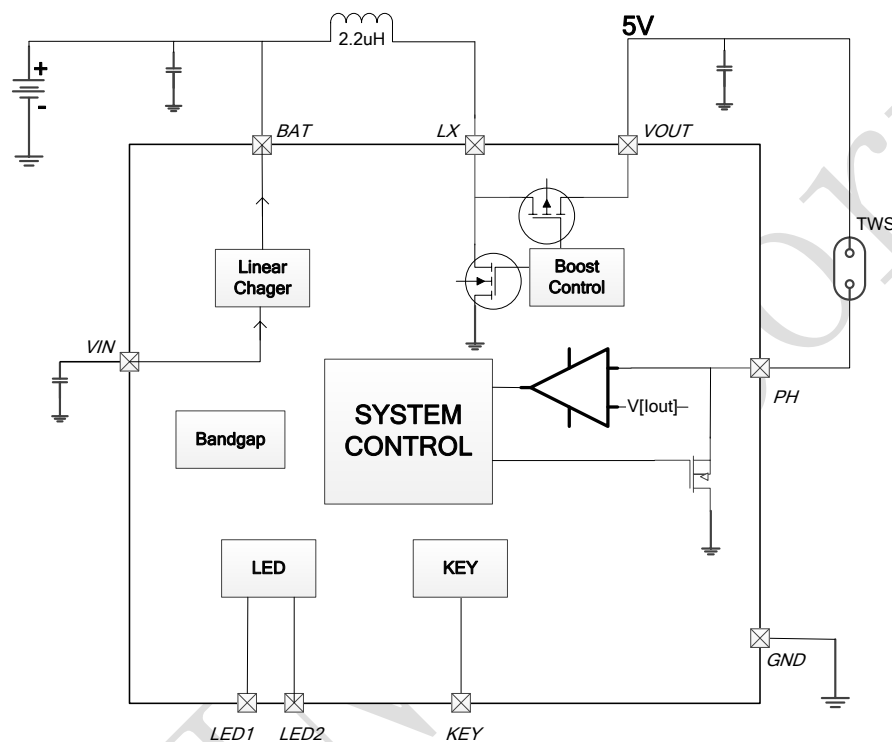 2.2uH
5V
+
-
BAT
LX
VOUT
TWS
Linear
Chager
Boost
Control
VIN
PH
SYSTEM
CONTROL
V[Iout]
Bandgap
LED
KEY
GND
LED1
LED2
KEY